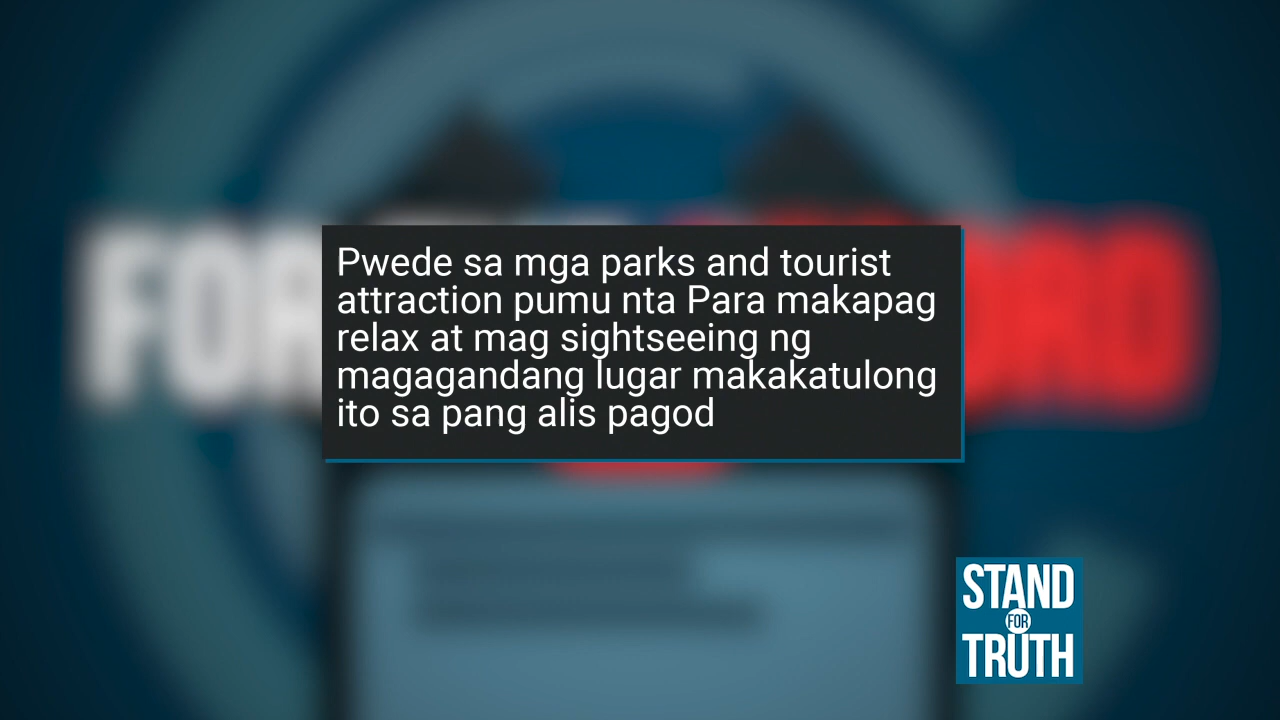 FOR
Pwede sa mga parks and tourist
attraction pumu nta Para makapag
relax at mag sightseeing ng
magagandang lugar makakatulong
ito sa pang alis pagod
STAND
FOR
TRUTH